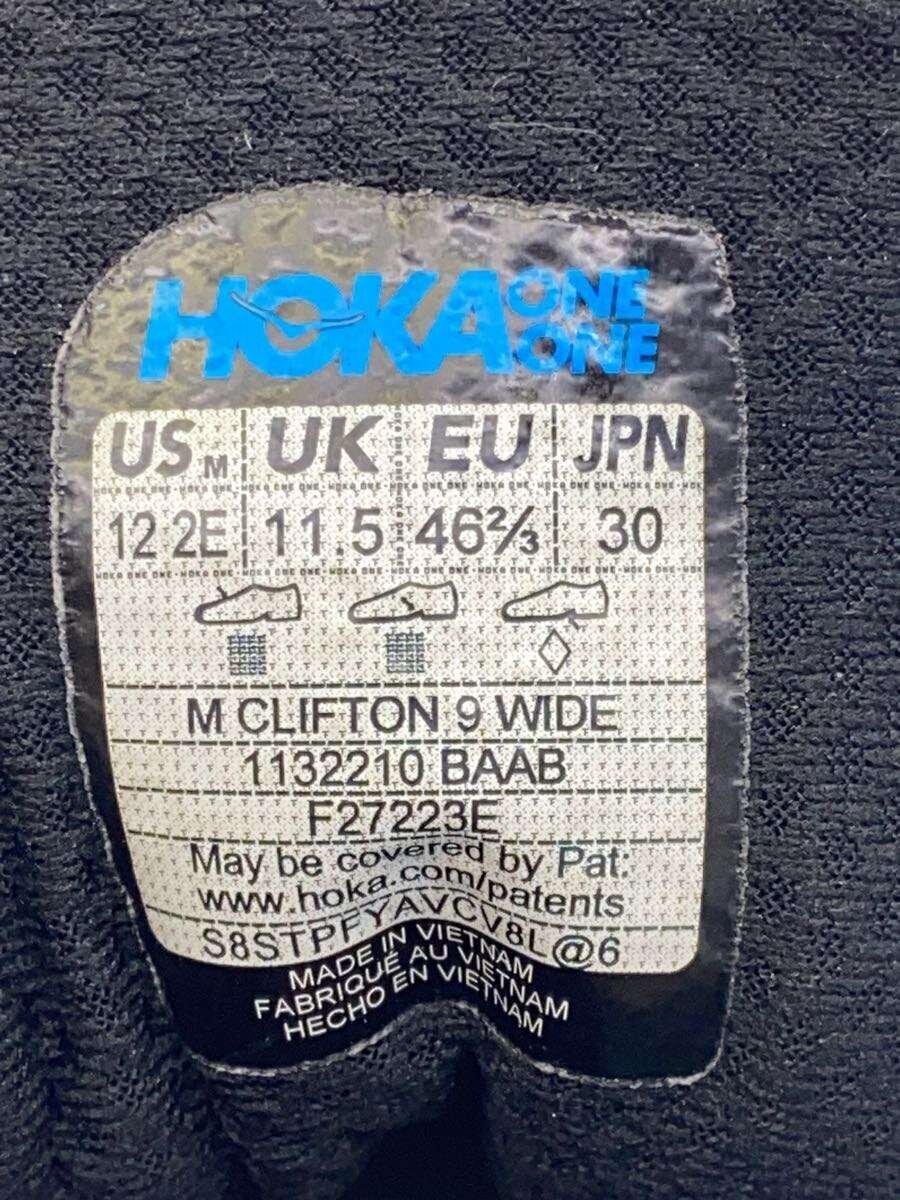 HOKA ONE ONE
US M UK EU JPN
12 2E 11.5 46⅔ 30
M CLIFTON 9 WIDE
1132210 BAAB
F27223E
May be covered by Pat:
www.hoka.com/patents
S8STPFYAVCV8L@6
MADE IN VIETNAM
FABRIQUÉ AU VIETNAM
HECHO EN VIETNAM